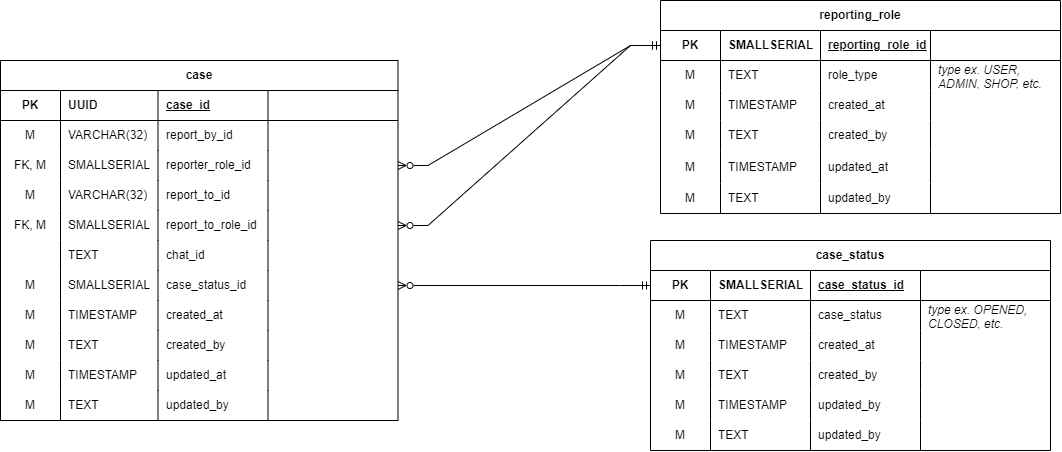 case
PK UUID case_id
M VARCHAR(32) report_by_id
FK, M SMALLSERIAL reporter_role_id
M VARCHAR(32) report_to_id
FK, M SMALLSERIAL report_to_role_id
TEXT chat_id
M SMALLSERIAL case_status_id
M TIMESTAMP created_at
M TEXT created_by
M TIMESTAMP updated_at
M TEXT updated_by
reporting_role
PK SMALLSERIAL reporting_role_id
M TEXT role_type type ex. USER,
ADMIN, SHOP, etc.
M TIMESTAMP created_at
M TEXT created_by
M TIMESTAMP updated_at
M TEXT updated_by
case_status
PK SMALLSERIAL case_status_id
M TEXT case_status type ex. OPENED,
CLOSED, etc.
M TIMESTAMP created_at
M TEXT created_by
M TIMESTAMP updated_by
M TEXT updated_by